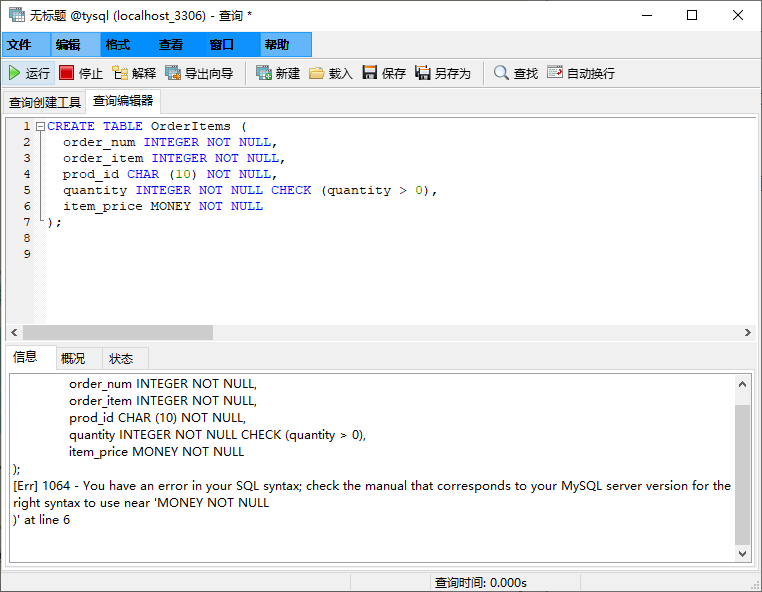 无标题 @tysql (localhost_3306) - 查询 *
文件 编辑 格式 查看 窗口 帮助
运行 停止 解释 导出向导 新建 载入 保存 另存为 查找 自动换行
查询创建工具 查询编辑器
1 CREATE TABLE OrderItems (
2 order_num INTEGER NOT NULL,
3 order_item INTEGER NOT NULL,
4 prod_id CHAR (10) NOT NULL,
5 quantity INTEGER NOT NULL CHECK (quantity > 0),
6 item_price MONEY NOT NULL
7 );
8
9
信息 概况 状态
order_num INTEGER NOT NULL,
order_item INTEGER NOT NULL,
prod_id CHAR (10) NOT NULL,
quantity INTEGER NOT NULL CHECK (quantity > 0),
item_price MONEY NOT NULL
);
[Err] 1064 - You have an error in your SQL syntax; check the manual that corresponds to your MySQL server version for the
right syntax to use near 'MONEY NOT NULL
)' at line 6
查询时间: 0.000s